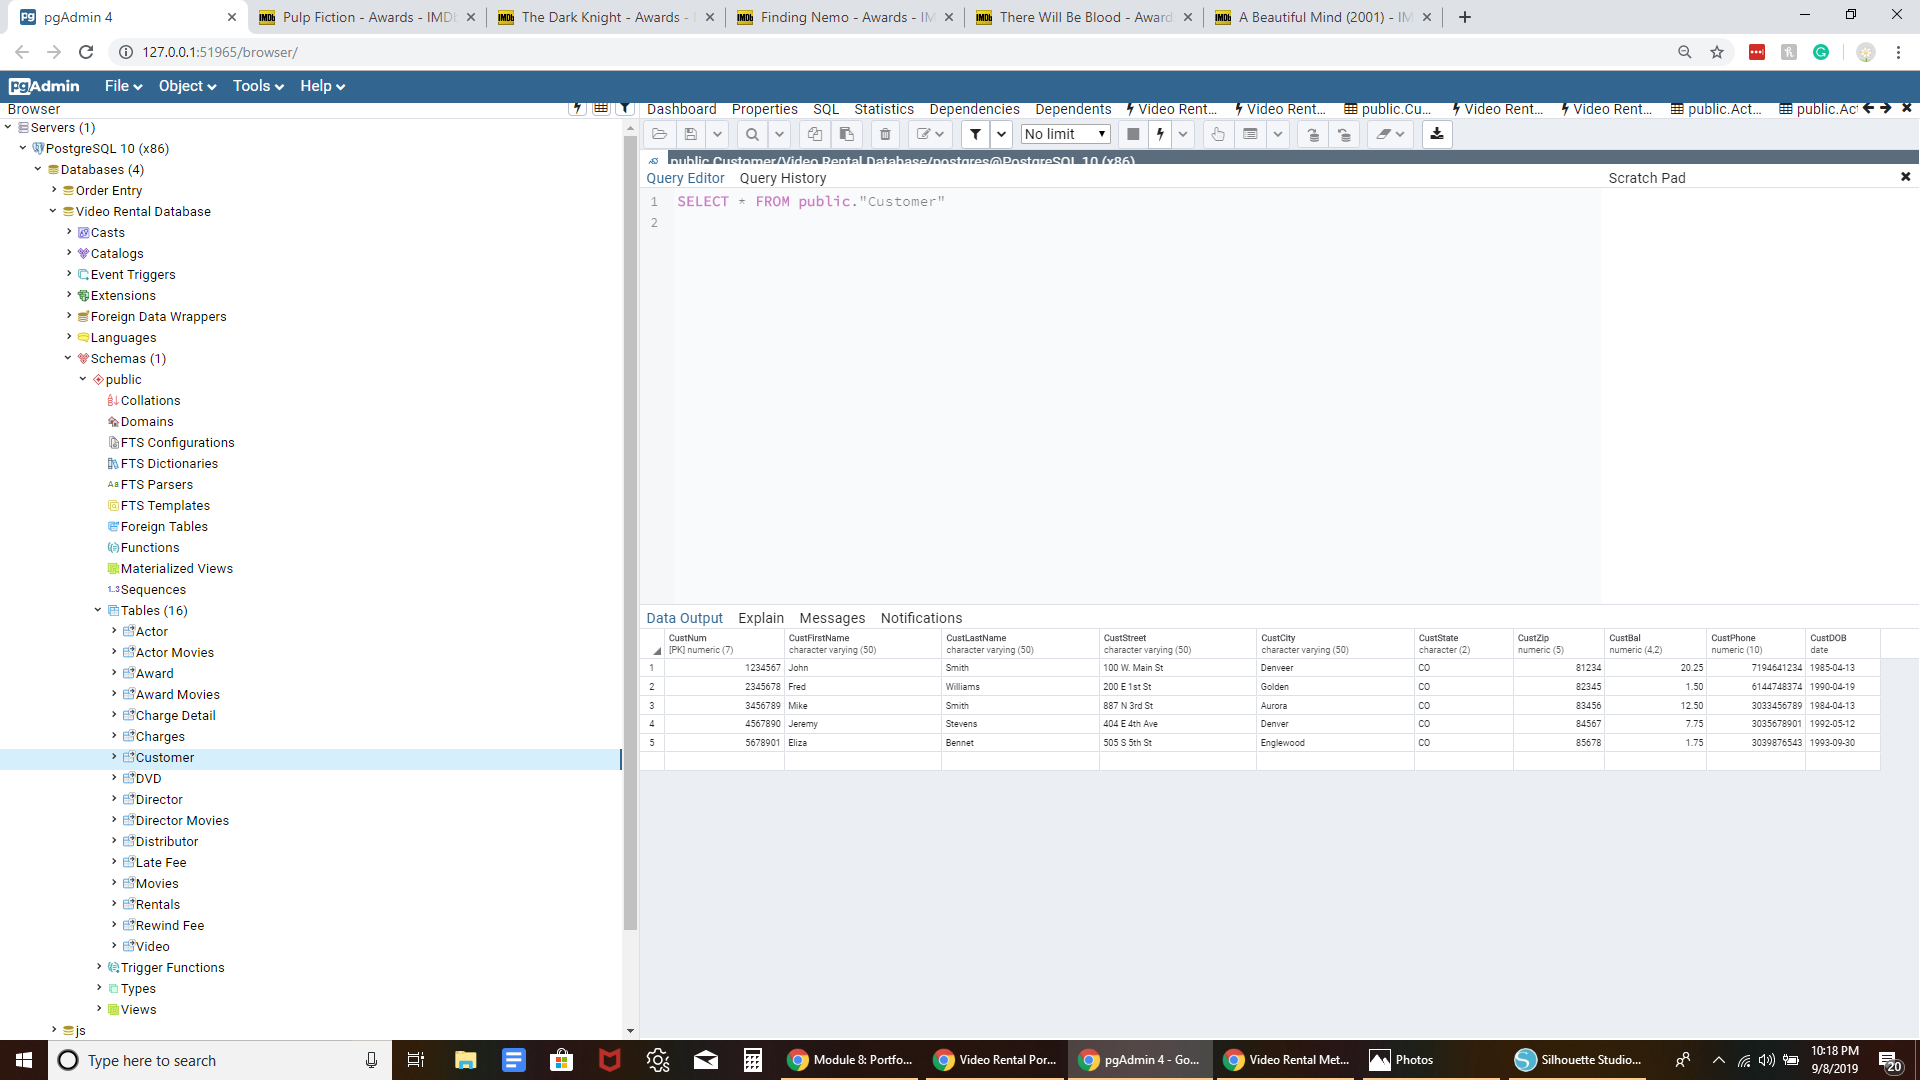 pgAdmin 4
Pulp Fiction - Awards - IMD
The Dark Knight - Awards -
Finding Nemo - Awards - IM
There Will Be Blood - Award
A Beautiful Mind (2001) - IM
127.0.0.1:51965/browser/
pgAdmin File Object Tools Help
Browser
Dashboard Properties SQL Statistics Dependencies Dependents Video Rent... Video Rent... public.Cu... Video Rent... Video Rent... public.Act... public.Ac
Servers (1)
PostgreSQL 10 (x86)
Databases (4)
Order Entry
Video Rental Database
Casts
Catalogs
Event Triggers
Extensions
Foreign Data Wrappers
Languages
Schemas (1)
public
Collations
Domains
FTS Configurations
FTS Dictionaries
FTS Parsers
FTS Templates
Foreign Tables
Functions
Materialized Views
1..3 Sequences
Tables (16)
Actor
Actor Movies
Award
Award Movies
Charge Detail
Charges
Customer
DVD
Director
Director Movies
Distributor
Late Fee
Movies
Rentals
Rewind Fee
Video
Trigger Functions
Types
Views
js
No limit
public.Customer/Video Rental Database/postgres@PostgreSQL 10 (x86)
Query Editor Query History
Scratch Pad
1 SELECT * FROM public."Customer"
2
Data Output Explain Messages Notifications
CustNum CustFirstName CustLastName CustStreet CustCity CustState CustZip CustBal CustPhone CustDOB
[PK] numeric (7) character varying (50) character varying (50) character varying (50) character varying (50) character (2) numeric (5) numeric (4,2) numeric (10) date
1 1234567 John Smith 100 W. Main St Denveer CO 81234 20.25 7194641234 1985-04-13
2 2345678 Fred Williams 200 E 1st St Golden CO 82345 1.50 6144748374 1990-04-19
3 3456789 Mike Smith 887 N 3rd St Aurora CO 83456 12.50 3033456789 1984-04-13
4 4567890 Jeremy Stevens 404 E 4th Ave Denver CO 84567 7.75 3035678901 1992-05-12
5 5678901 Eliza Bennet 505 S 5th St Englewood CO 85678 1.75 3039876543 1993-09-30
Type here to search
Module 8: Portfo...
Video Rental Por...
pgAdmin 4 - Go...
Video Rental Met...
Photos
Silhouette Studio...
10:18 PM
9/8/2019
20